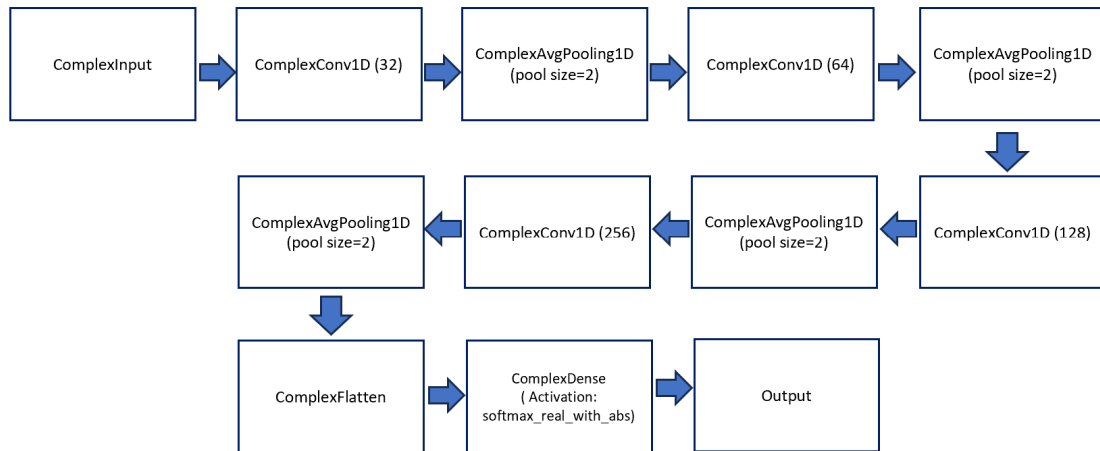 ComplexInput
ComplexConv1D (32)
ComplexAvgPooling1D
(pool size=2)
ComplexConv1D (64)
ComplexAvgPooling1D
(pool size=2)
ComplexConv1D (128)
ComplexAvgPooling1D
(pool size=2)
ComplexConv1D (256)
ComplexAvgPooling1D
(pool size=2)
ComplexFlatten
ComplexDense
( Activation:
softmax_real_with_abs)
Output